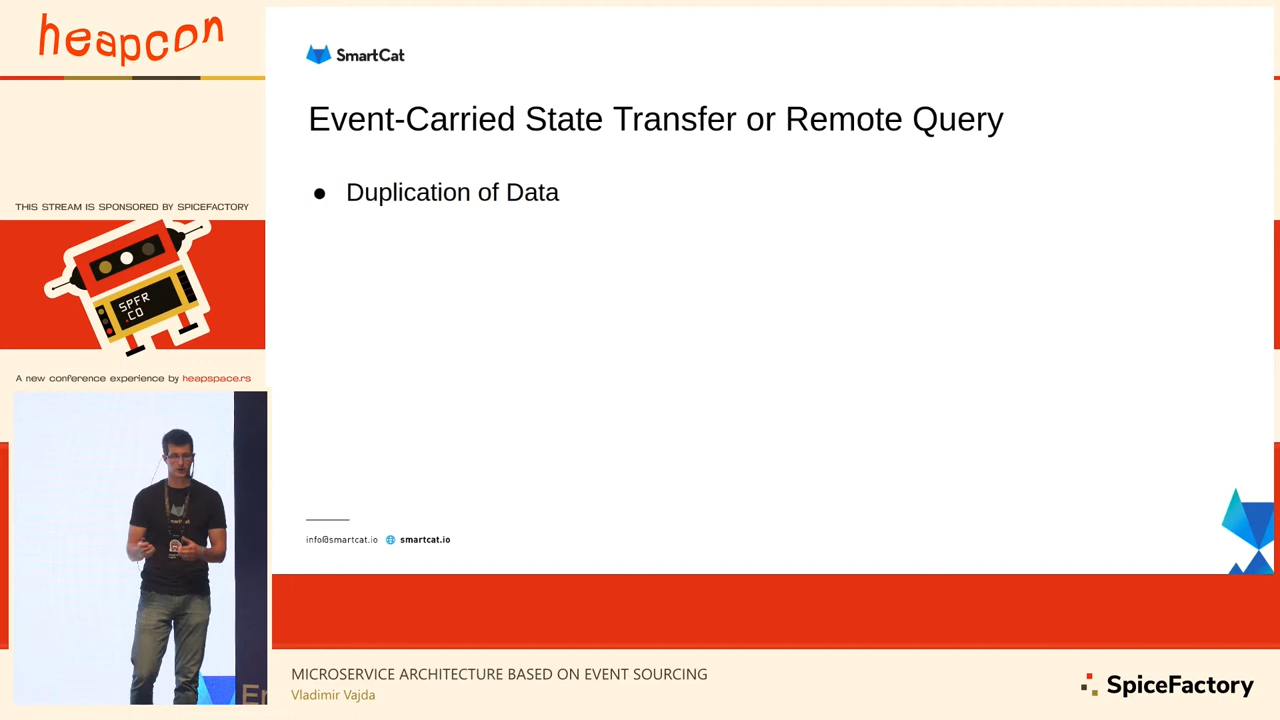 heapcon
THIS STREAM IS SPONSORED BY SPICEFACTORY
SPFR
.CO
A new conference experience by heapspace.rs
SmartCat
Event-Carried State Transfer or Remote Query
● Duplication of Data
info@smartcat.io smartcat.io
MICROSERVICE ARCHITECTURE BASED ON EVENT SOURCING
Vladimir Vajda
SpiceFactory